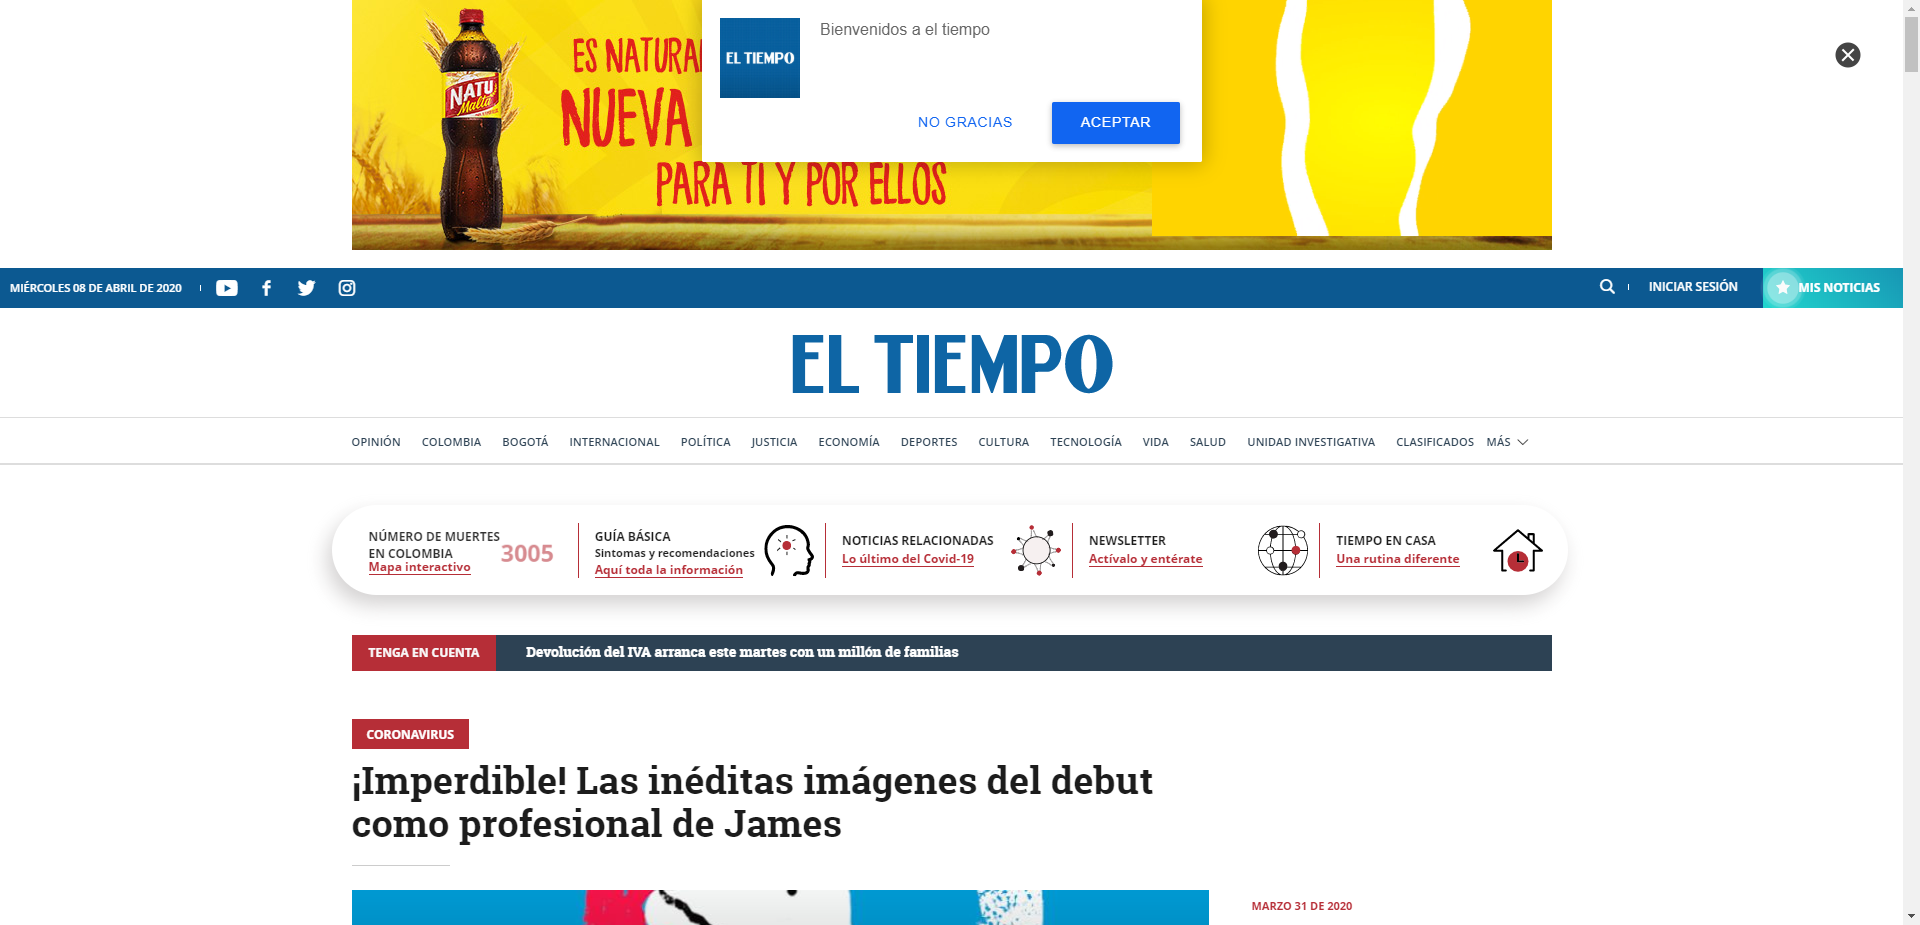 ES NATURAL
NUEVA
PARA TI Y POR ELLOS
NATU
Malta
EL TIEMPO
Bienvenidos a el tiempo
NO GRACIAS
ACEPTAR
MIÉRCOLES 08 DE ABRIL DE 2020
INICIAR SESIÓN
MIS NOTICIAS
EL TIEMPO
OPINIÓN COLOMBIA BOGOTÁ INTERNACIONAL POLÍTICA JUSTICIA ECONOMÍA DEPORTES CULTURA TECNOLOGÍA VIDA SALUD UNIDAD INVESTIGATIVA CLASIFICADOS MÁS
NÚMERO DE MUERTES
EN COLOMBIA
Mapa interactivo
3005
GUÍA BÁSICA
Sintomas y recomendaciones
Aquí toda la información
NOTICIAS RELACIONADAS
Lo último del Covid-19
NEWSLETTER
Actívalo y entérate
TIEMPO EN CASA
Una rutina diferente
TENGA EN CUENTA
Devolución del IVA arranca este martes con un millón de familias
CORONAVIRUS
¡Imperdible! Las inéditas imágenes del debut
como profesional de James
MARZO 31 DE 2020